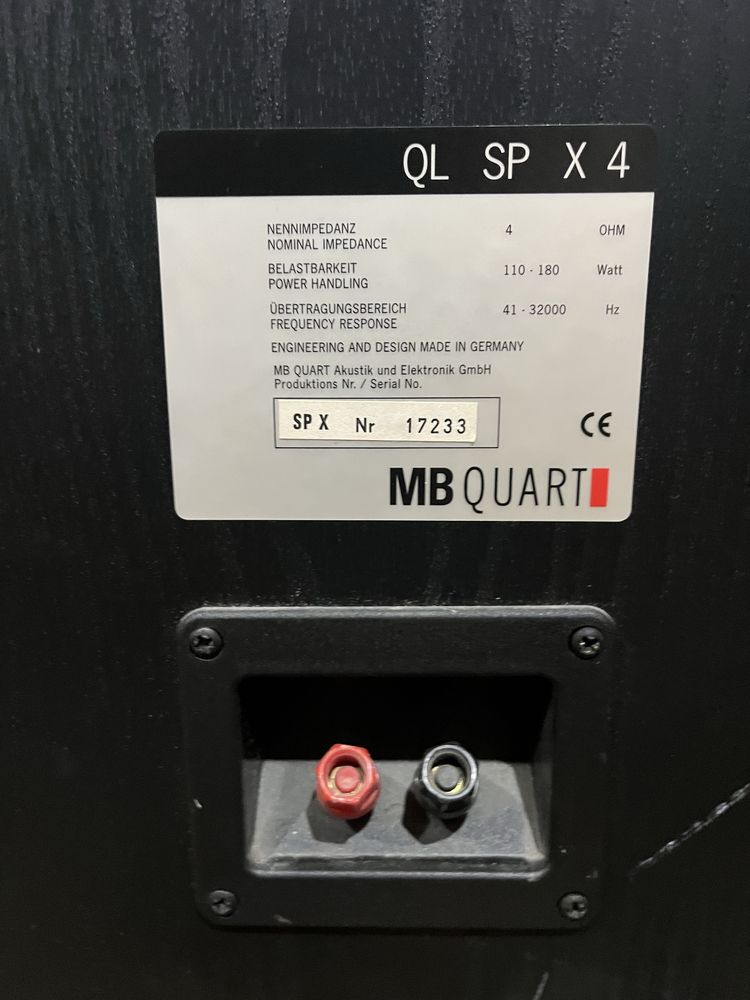 QL SP X 4
NENNIMPEDANZ 4 OHM
NOMINAL IMPEDANCE
BELASTBARKEIT 110 - 180 Watt
POWER HANDLING
ÜBERTRAGUNGSBEREICH 41 - 32000 Hz
FREQUENCY RESPONSE
ENGINEERING AND DESIGN MADE IN GERMANY
MB QUART Akustik und Elektronik GmbH
Produktions Nr. / Serial No.
SP X Nr 17233
CE
MB QUART